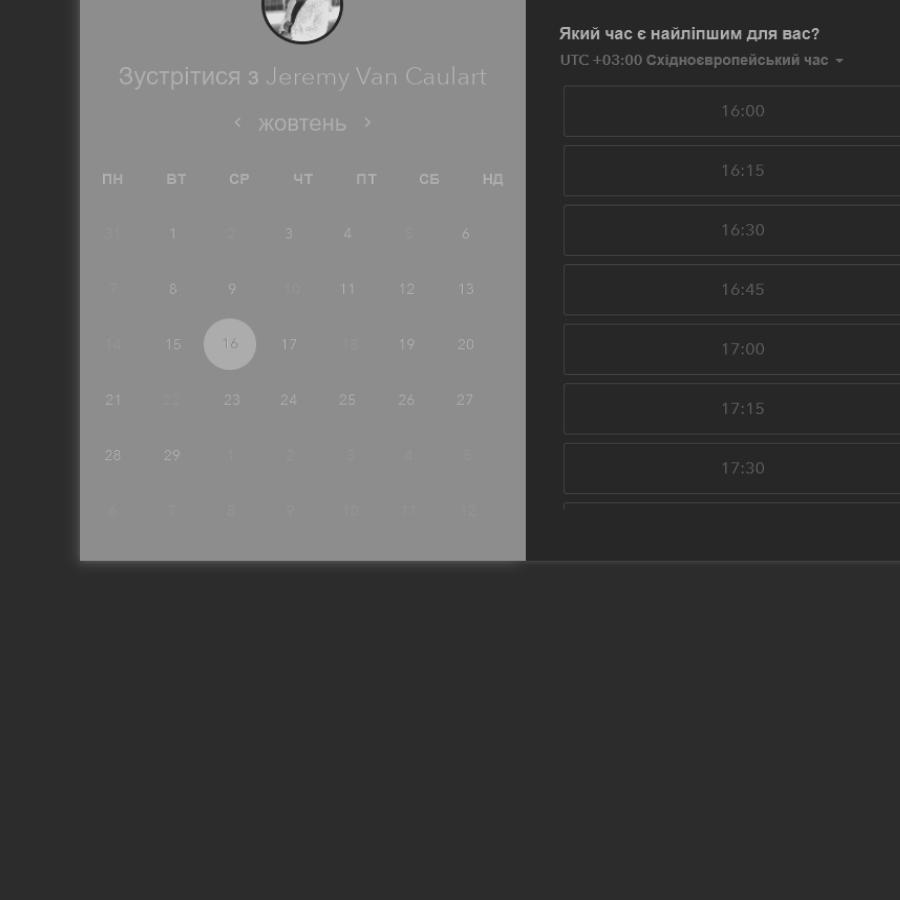 Зустрітися з Jeremy Van Caulart
жовтень
ПН ВТ СР ЧТ ПТ СБ НД
31 1 2 3 4 5 6
7 8 9 10 11 12 13
14 15 16 17 18 19 20
21 22 23 24 25 26 27
28 29 1 2 3 4 5
6 7 8 9 10 11 12
Який час є найліпшим для вас?
UTC +03:00 Східноєвропейський час
16:00
16:15
16:30
16:45
17:00
17:15
17:30